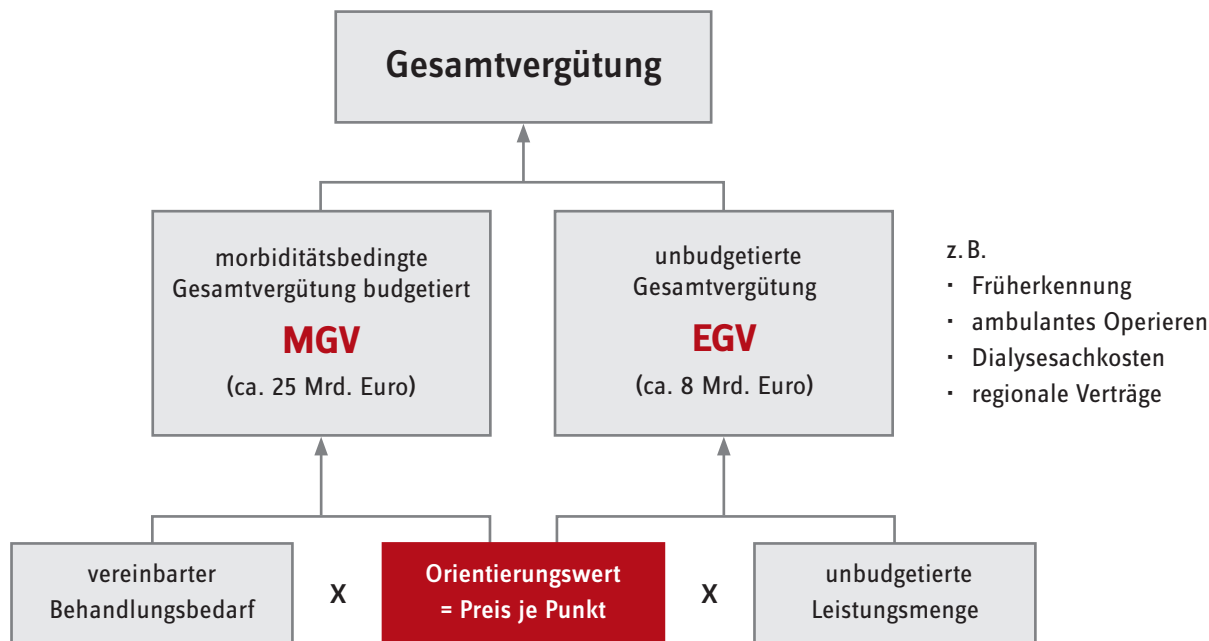 Gesamtvergütung
morbiditätsbedingte
Gesamtvergütung budgetiert
MGV
(ca. 25 Mrd. Euro)
unbudgetierte
Gesamtvergütung
EGV
(ca. 8 Mrd. Euro)
z. B.
· Früherkennung
· ambulantes Operieren
· Dialysesachkosten
· regionale Verträge
vereinbarter
Behandlungsbedarf
X
Orientierungswert
= Preis je Punkt
X
unbudgetierte
Leistungsmenge